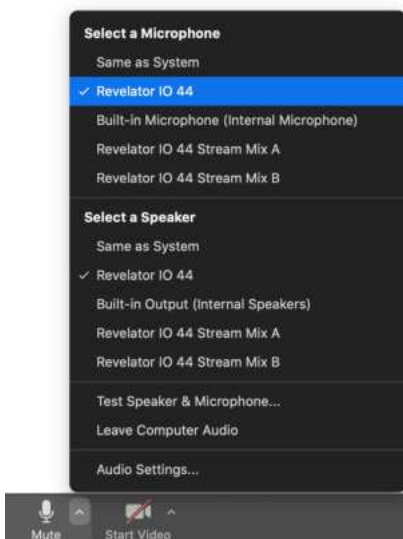 Select a Microphone
Same as System
✓ Revelator IO 44
Built-in Microphone (Internal Microphone)
Revelator IO 44 Stream Mix A
Revelator IO 44 Stream Mix B
Select a Speaker
Same as System
✓ Revelator IO 44
Built-in Output (Internal Speakers)
Revelator IO 44 Stream Mix A
Revelator IO 44 Stream Mix B
Test Speaker & Microphone...
Leave Computer Audio
Audio Settings...
Mute Start Video